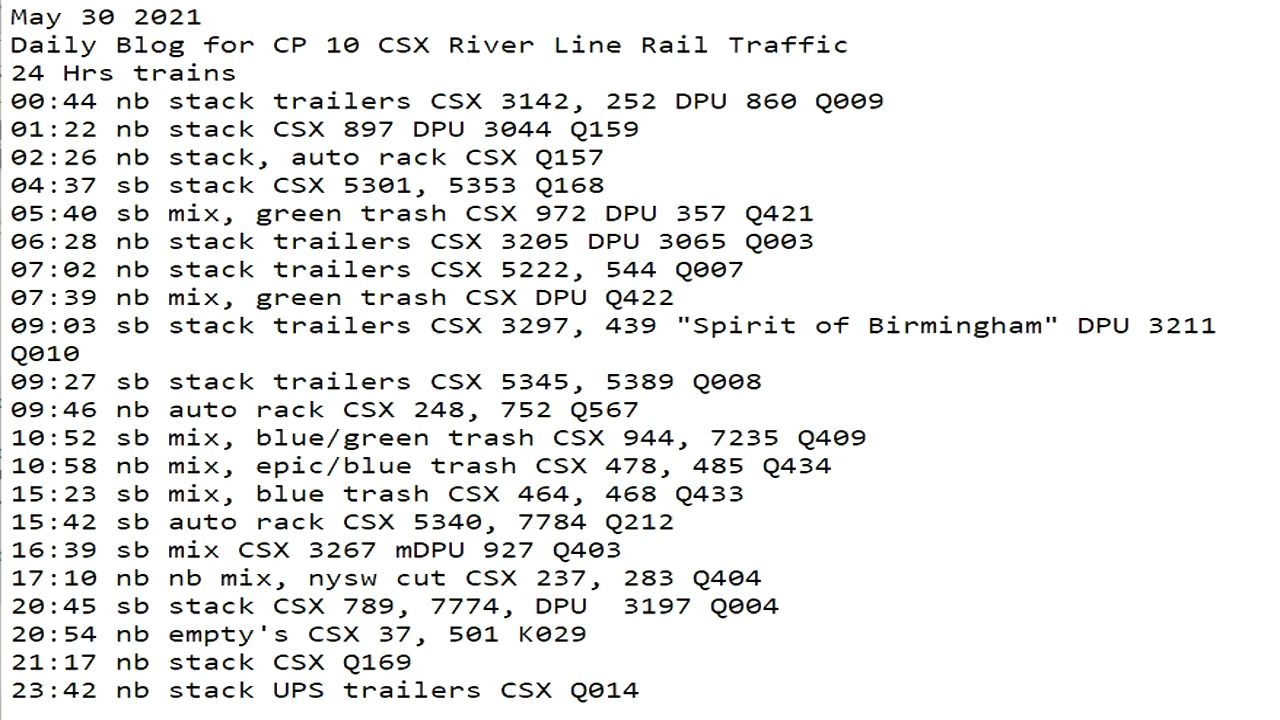 May 30 2021
Daily Blog for CP 10 CSX River Line Rail Traffic
24 Hrs trains
00:44 nb stack trailers CSX 3142, 252 DPU 860 Q009
01:22 nb stack CSX 897 DPU 3044 Q159
02:26 nb stack, auto rack CSX Q157
04:37 sb stack CSX 5301, 5353 Q168
05:40 sb mix, green trash CSX 972 DPU 357 Q421
06:28 nb stack trailers CSX 3205 DPU 3065 Q003
07:02 nb stack trailers CSX 5222, 544 Q007
07:39 nb mix, green trash CSX DPU Q422
09:03 sb stack trailers CSX 3297, 439 "Spirit of Birmingham" DPU 3211
Q010
09:27 sb stack trailers CSX 5345, 5389 Q008
09:46 nb auto rack CSX 248, 752 Q567
10:52 sb mix, blue/green trash CSX 944, 7235 Q409
10:58 nb mix, epic/blue trash CSX 478, 485 Q434
15:23 sb mix, blue trash CSX 464, 468 Q433
15:42 sb auto rack CSX 5340, 7784 Q212
16:39 sb mix CSX 3267 mDPU 927 Q403
17:10 nb nb mix, nysw cut CSX 237, 283 Q404
20:45 sb stack CSX 789, 7774, DPU  3197 Q004
20:54 nb empty's CSX 37, 501 K029
21:17 nb stack CSX Q169
23:42 nb stack UPS trailers CSX Q014